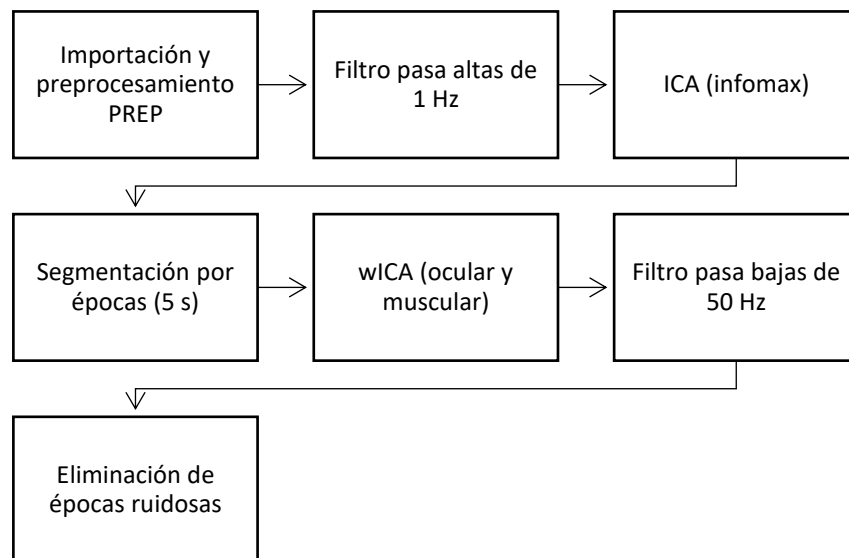 Importación y
preprocesamiento
PREP
Filtro pasa altas de
1 Hz
ICA (infomax)
Segmentación por
épocas (5 s)
wICA (ocular y
muscular)
Filtro pasa bajas de
50 Hz
Eliminación de
épocas ruidosas